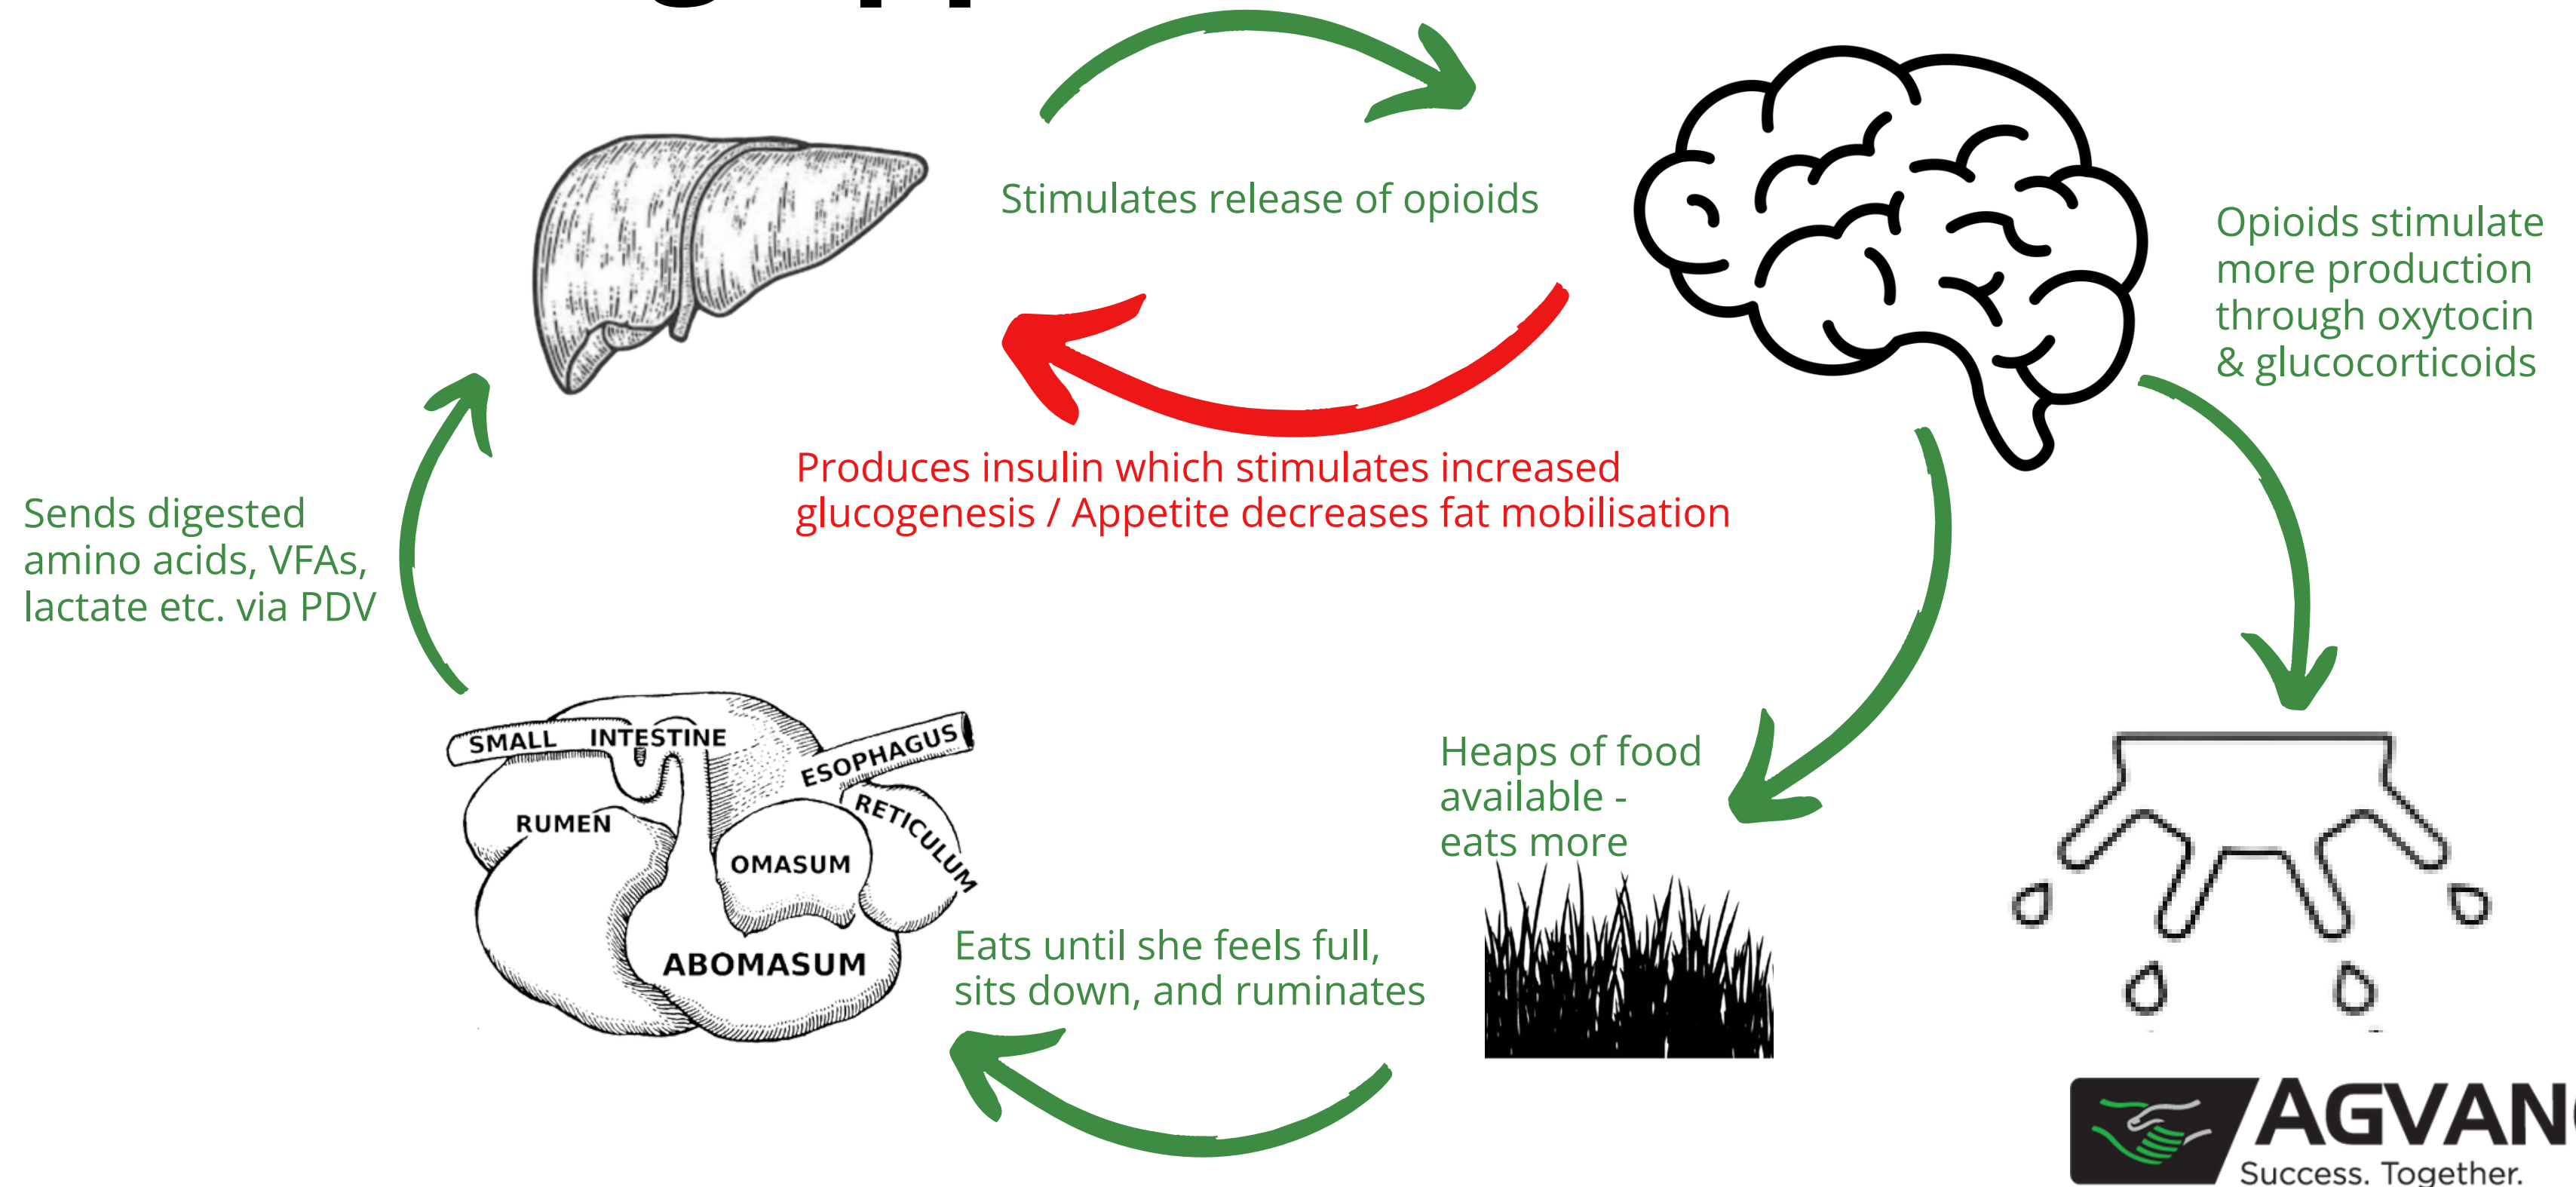 Stimulates release of opioids
Opioids stimulate
more production
through oxytocin
& glucocorticoids
Produces insulin which stimulates increased
glucogenesis / Appetite decreases fat mobilisation
Sends digested
amino acids, VFAs,
lactate etc. via PDV
SMALL INTESTINE
ESOPHAGUS
RUMEN
RETICULUM
OMASUM
ABOMASUM
Heaps of food
available -
eats more
Eats until she feels full,
sits down, and ruminates
AGVAN
Success. Together.